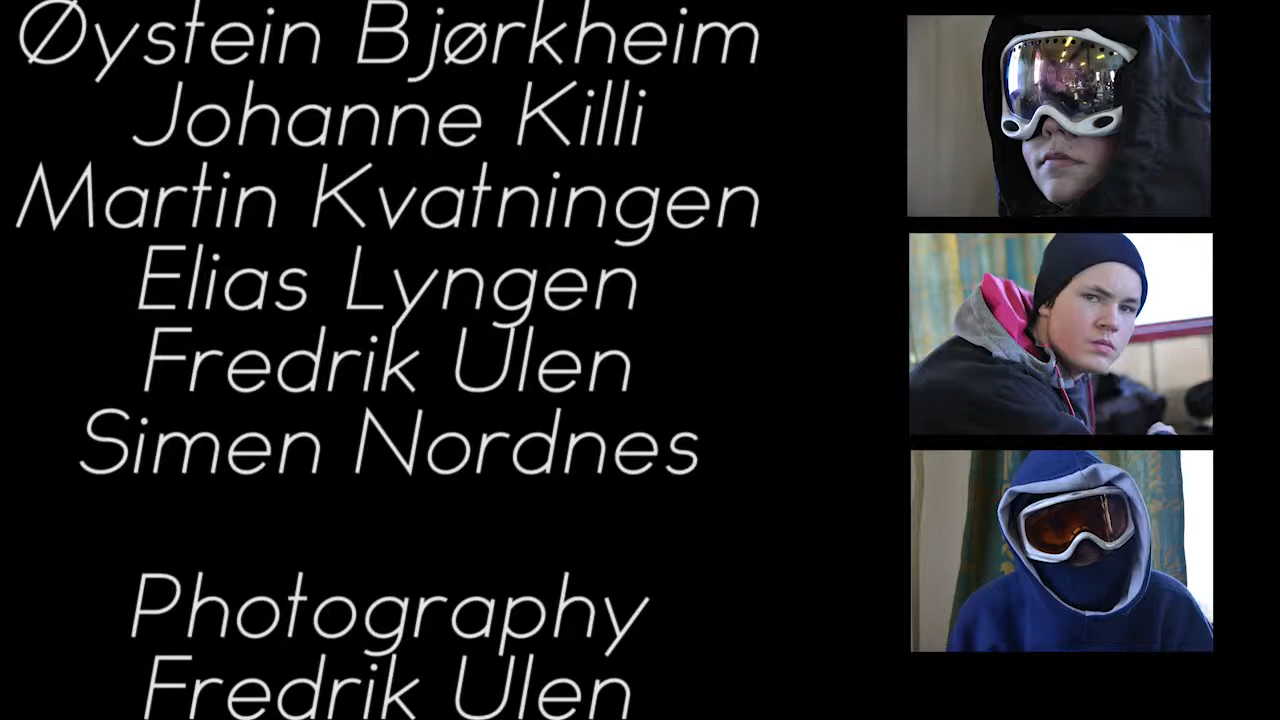 Øystein Bjørkheim
Johanne Killi
Martin Kvatningen
Elias Lyngen
Fredrik Ulen
Simen Nordnes
Photography
Fredrik Ulen